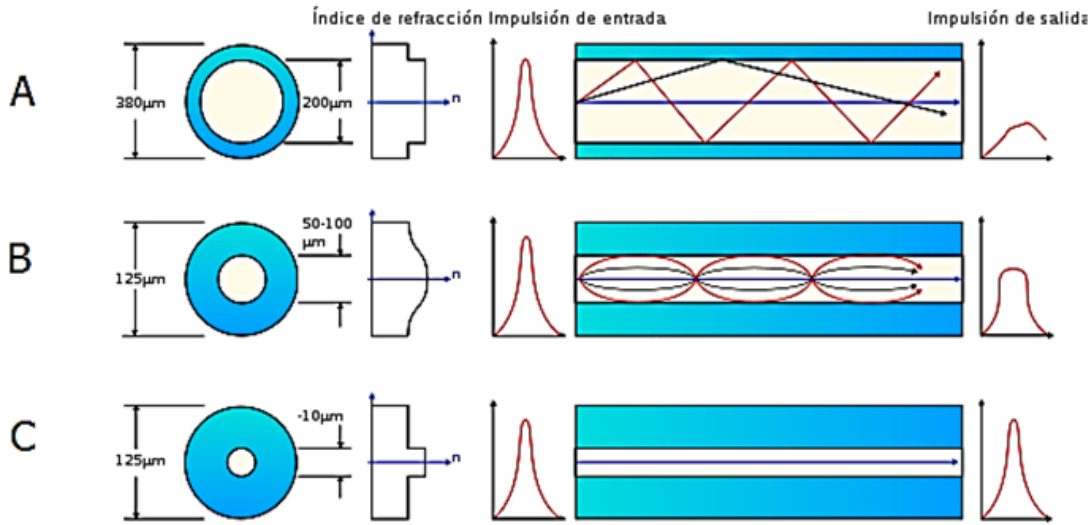 Índice de refracción Impulsión de entrada
Impulsión de salida
A
380µm
200µm
n
B
125µm
50-100
µm
n
C
125µm
-10µm
n